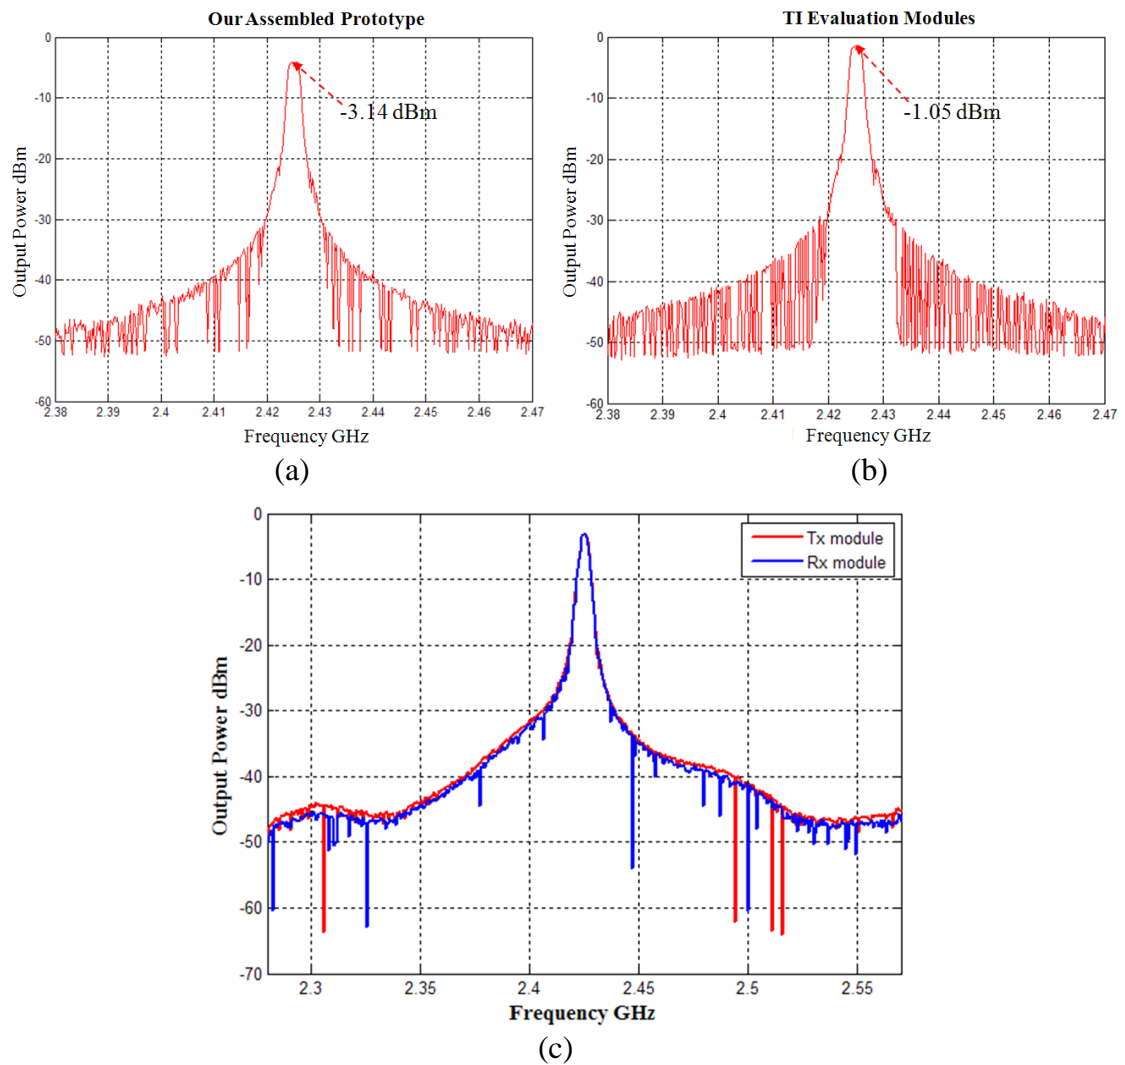 Our Assembled Prototype
0
-10
-20
-30
-40
-50
-60
Output Power dBm
-3.14 dBm
2.38 2.39 2.4 2.41 2.42 2.43 2.44 2.45 2.46 2.47
Frequency GHz
(a)
TI Evaluation Modules
0
-10
-20
-30
-40
-50
-60
Output Power dBm
-1.05 dBm
2.38 2.39 2.4 2.41 2.42 2.43 2.44 2.45 2.46 2.47
Frequency GHz
(b)
0
-10
-20
-30
-40
-50
-60
-70
Output Power dBm
Tx module
Rx module
2.3 2.35 2.4 2.45 2.5 2.55
Frequency GHz
(c)